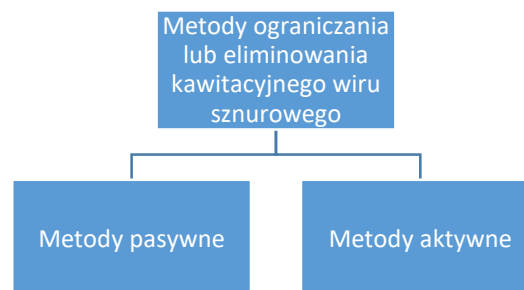 Metody ograniczania
lub eliminowania
kawitacyjnego wiru
sznurowego
Metody pasywne
Metody aktywne